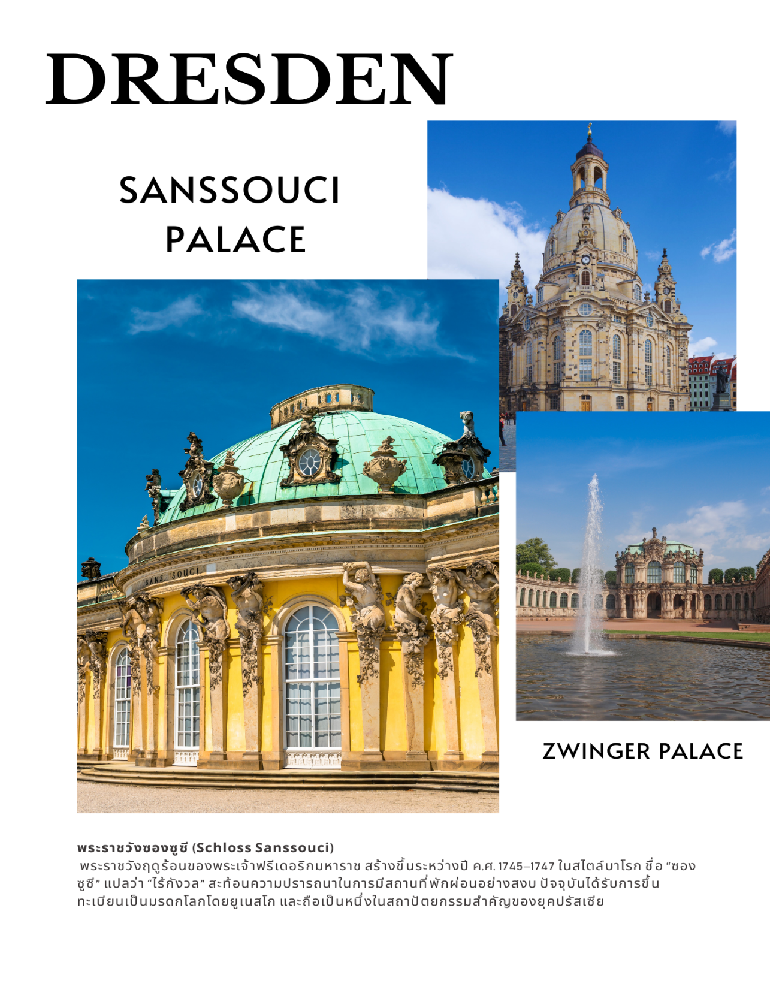 DRESDEN
SANSSOUCI
PALACE
SANS SOUCI.
ZWINGER PALACE
พระราชวังซองซูซี (Schloss Sanssouci)
พระราชวังฤดูร้อนของพระเจ้าฟรีเดอริกมหาราช สร้างขึ้นระหว่างปี ค.ศ. 1745–1747 ในสไตล์บาโรก ชื่อ “ซอง
ซูซี” แปลว่า “ไร้กังวล” สะท้อนความปรารถนาในการมีสถานที่พักผ่อนอย่างสงบ ปัจจุบันได้รับการขึ้น
ทะเบียนเป็นมรดกโลกโดยยูเนสโก และถือเป็นหนึ่งในสถาปัตยกรรมสำคัญของยุคปรัสเซีย